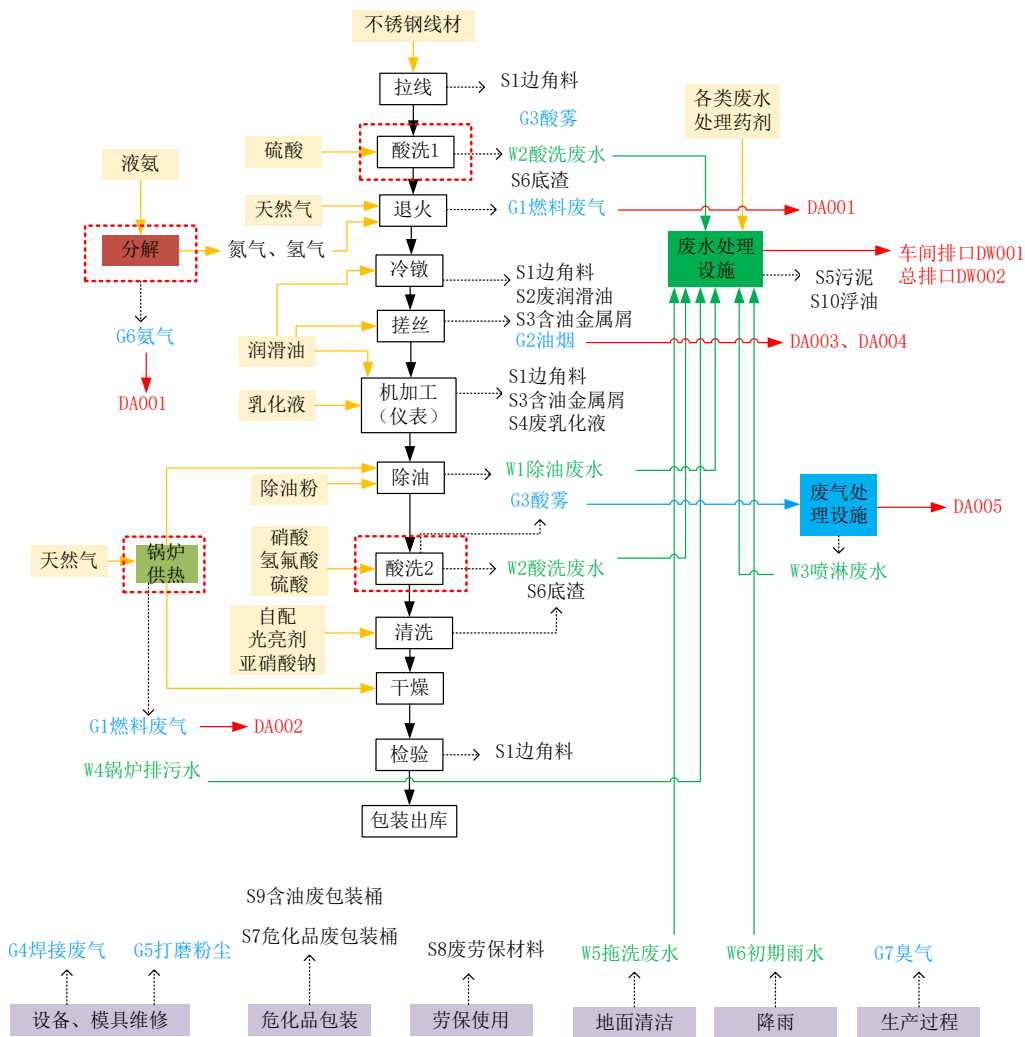 不锈钢线材
拉线
S1边角料
G3酸雾
各类废水
处理药剂
硫酸
酸洗1
W2酸洗废水
S6底渣
液氨
天然气
退火
G1燃料废气
DA001
分解
氮气、氢气
冷镦
S1边角料
S2废润滑油
S3含油金属屑
废水处理
设施
车间排口DW001
总排口DW002
S5污泥
S10浮油
G6氨气
DA001
润滑油
搓丝
G2油烟
DA003、DA004
乳化液
机加工
（仪表）
S1边角料
S3含油金属屑
S4废乳化液
除油粉
除油
W1除油废水
G3酸雾
废气处
理设施
DA005
天然气
锅炉
供热
硝酸
氢氟酸
硫酸
酸洗2
W2酸洗废水
S6底渣
W3喷淋废水
自配
光亮剂
亚硝酸钠
清洗
干燥
G1燃料废气
DA002
检验
S1边角料
W4锅炉排污水
包装出库
S9含油废包装桶
S7危化品废包装桶
G4焊接废气
G5打磨粉尘
S8废劳保材料
W5拖洗废水
W6初期雨水
G7臭气
设备、模具维修
危化品包装
劳保使用
地面清洁
降雨
生产过程